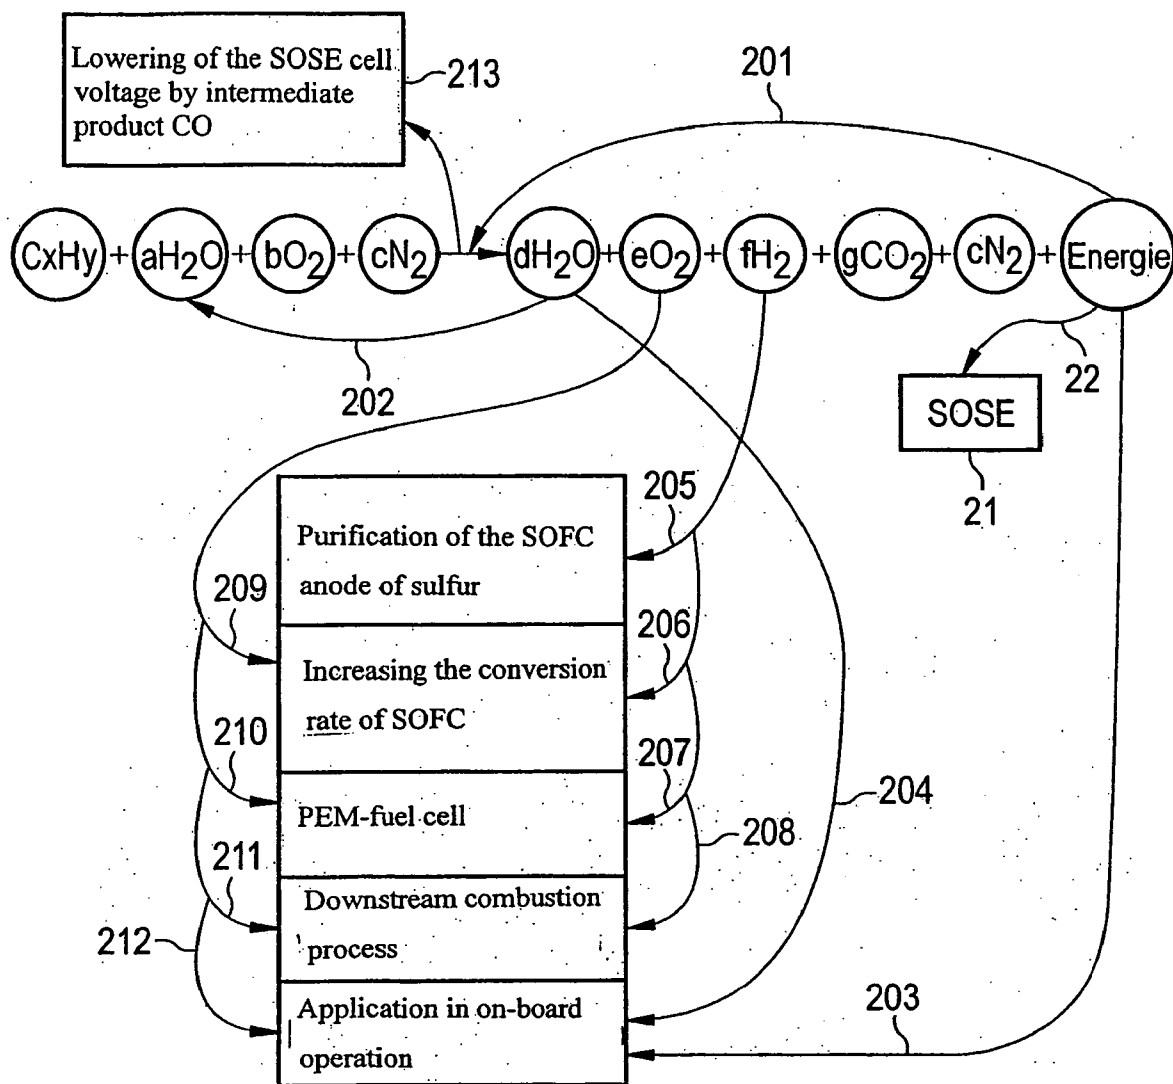 Lowering of the SOSE cell
voltage by intermediate
product CO
213
201
CxHy + aH₂O + bO₂ + cN₂ dH₂O + eO₂ + fH₂ + gCO₂ + cN₂ + Energie
202
22
SOSE
21
205
Purification of the SOFC
anode of sulfur
209
206
Increasing the conversion
rate of SOFC
210
207
204
PEM-fuel cell
208
211
Downstream combustion
process
212
Application in on-board
operation
203